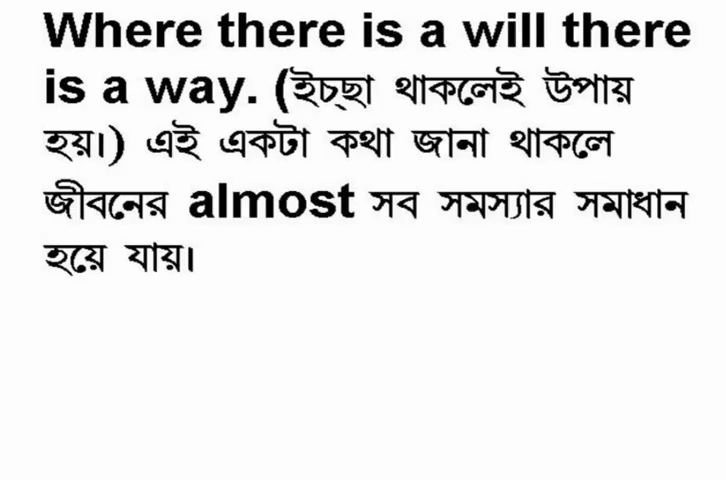 Where there is a will there
is a way. (ইচ্ছা থাকলেই উপায়
হয়।) এই একটা কথা জানা থাকলে
জীবনের almost সব সমস্যার সমাধান
হয়ে যায়।